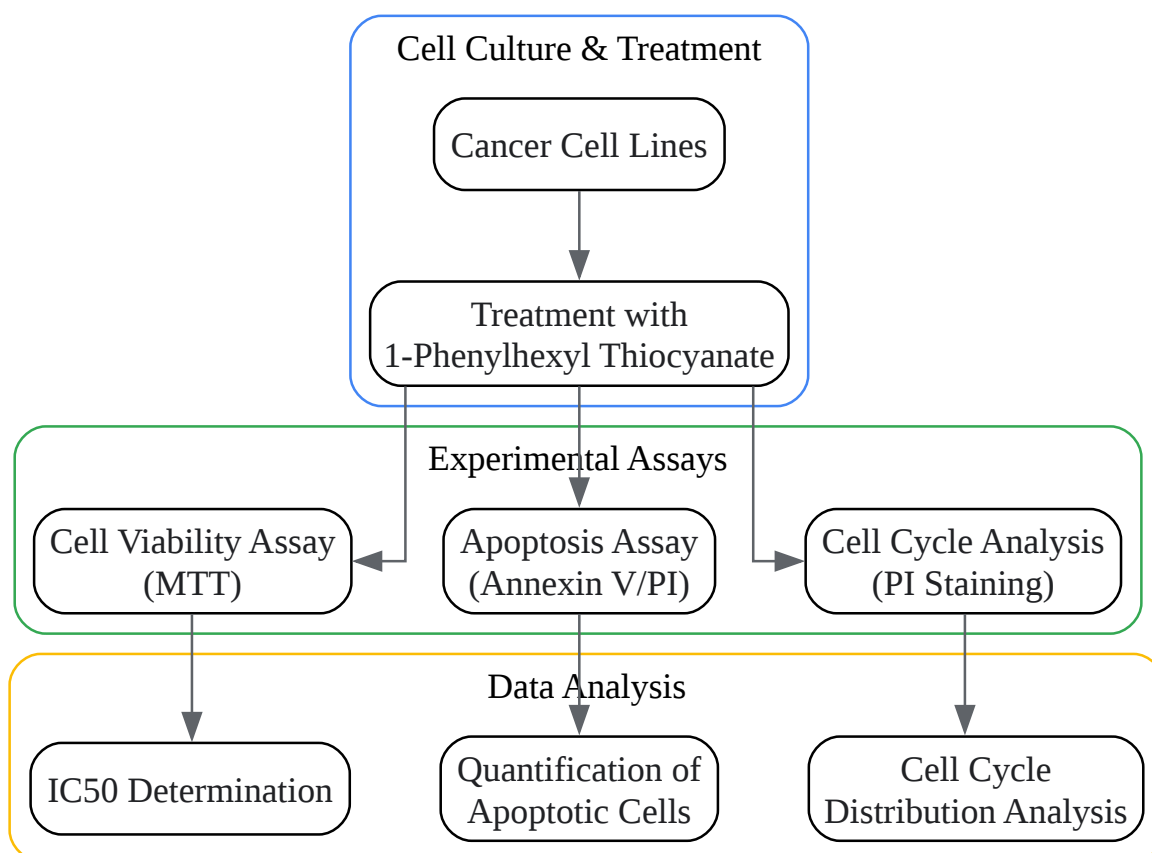 Cell Culture & Treatment
Cancer Cell Lines
Treatment with
1-Phenylhexyl Thiocyanate
Experimental Assays
Cell Viability Assay
(MTT)
Apoptosis Assay
(Annexin V/PI)
Cell Cycle Analysis
(PI Staining)
Data Analysis
IC50 Determination
Quantification of
Apoptotic Cells
Cell Cycle
Distribution Analysis